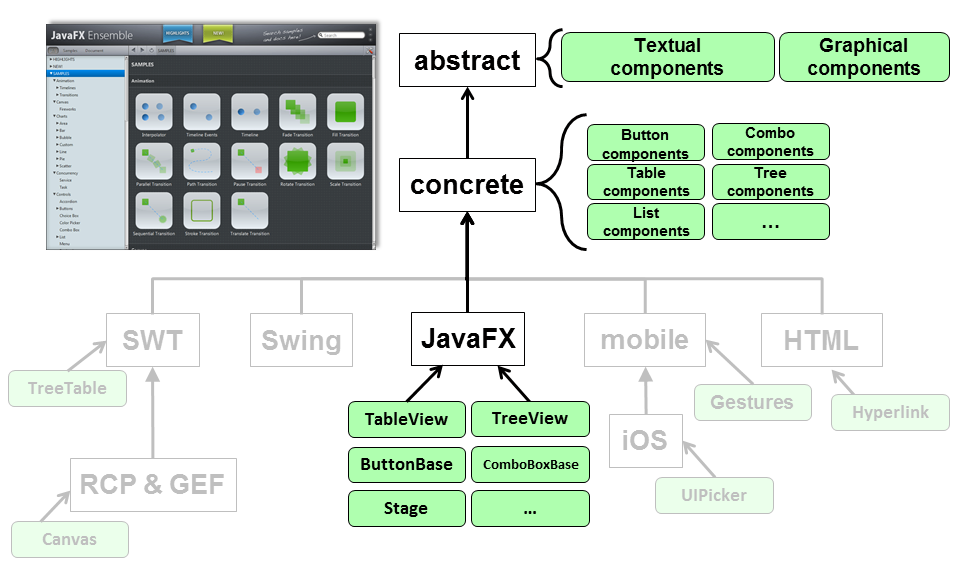 JavaFX Ensemble
HIGHLIGHTS
NEW!
Search samples
and docs here!
Search
Samples
Document
SAMPLES
HIGHLIGHTS
NEW!
SAMPLES
Animation
Timelines
Transitions
Canvas
Fireworks
Charts
Area
Bar
Bubble
Custom
Line
Pie
Scatter
Concurrency
Service
Task
Controls
Accordion
Buttons
Choice Box
Color Picker
Combo Box
List
Menu
SAMPLES
Animation
Interpolator
Timeline Events
Timeline
Fade Transition
Fill Transition
Parallel Transition
Path Transition
Pause Transition
Rotate Transition
Scale Transition
Sequential Transition
Stroke Transition
Translate Transition
abstract
Textual
components
Graphical
components
concrete
Button
components
Combo
components
Table
components
Tree
components
List
components
...
SWT
Swing
JavaFX
mobile
HTML
TreeTable
Gestures
Hyperlink
TableView
TreeView
iOS
ButtonBase
ComboBoxBase
RCP & GEF
UIPicker
Stage
...
Canvas